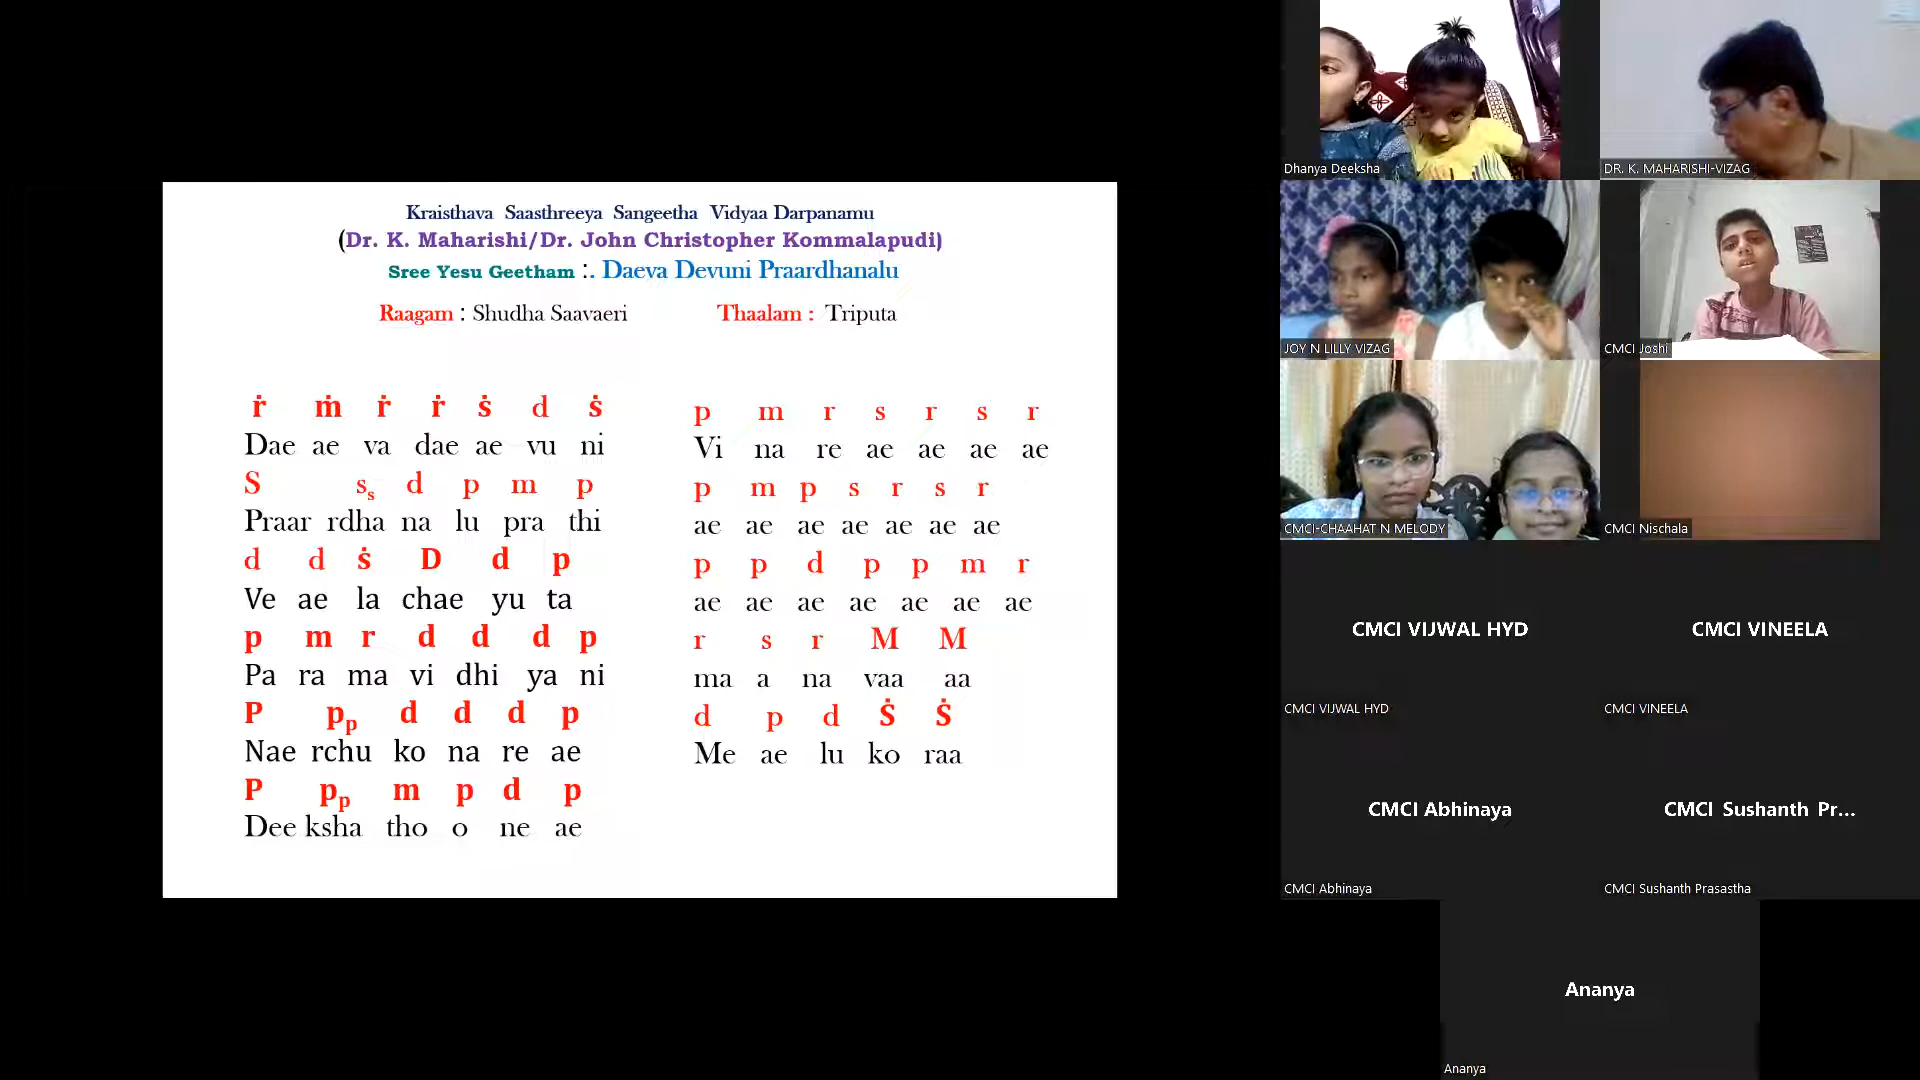 Kraisthava Saasthreeya Sangeetha Vidyaa Darpanamu
(Dr. K. Maharishi/Dr. John Christopher Kommalapudi)
Sree Yesu Geetham :. Daeva Devuni Praardhanalu
Raagam : Shudha Saavaeri Thaalam : Triputa
ṙ ṁ ṙ ṙ ṡ d ṡ
Dae ae va dae ae vu ni
S sₛ d p m p
Praar rdha na lu pra thi
d d ṡ D d p
Ve ae la chae yu ta
p m r d d d p
Pa ra ma vi dhi ya ni
P pₚ d d d p
Nae rchu ko na re ae
P pₚ m p d p
Dee ksha tho o ne ae
p m r s r s r
Vi na re ae ae ae ae
p m p s r s r
ae ae ae ae ae ae ae
p p d p p m r
ae ae ae ae ae ae ae
r s r M M
ma a na vaa aa
d p d Ṡ Ṡ
Me ae lu ko raa
Dhanya Deeksha
DR. K. MAHARISHI-VIZAG
JOY N LILLY VIZAG
CMCI Joshi
CMCI-CHAAHAT N MELODY
CMCI Nischala
CMCI VIJWAL HYD
CMCI VIJWAL HYD
CMCI VINEELA
CMCI VINEELA
CMCI Abhinaya
CMCI Abhinaya
CMCI Sushanth Pr...
CMCI Sushanth Prasastha
Ananya
Ananya